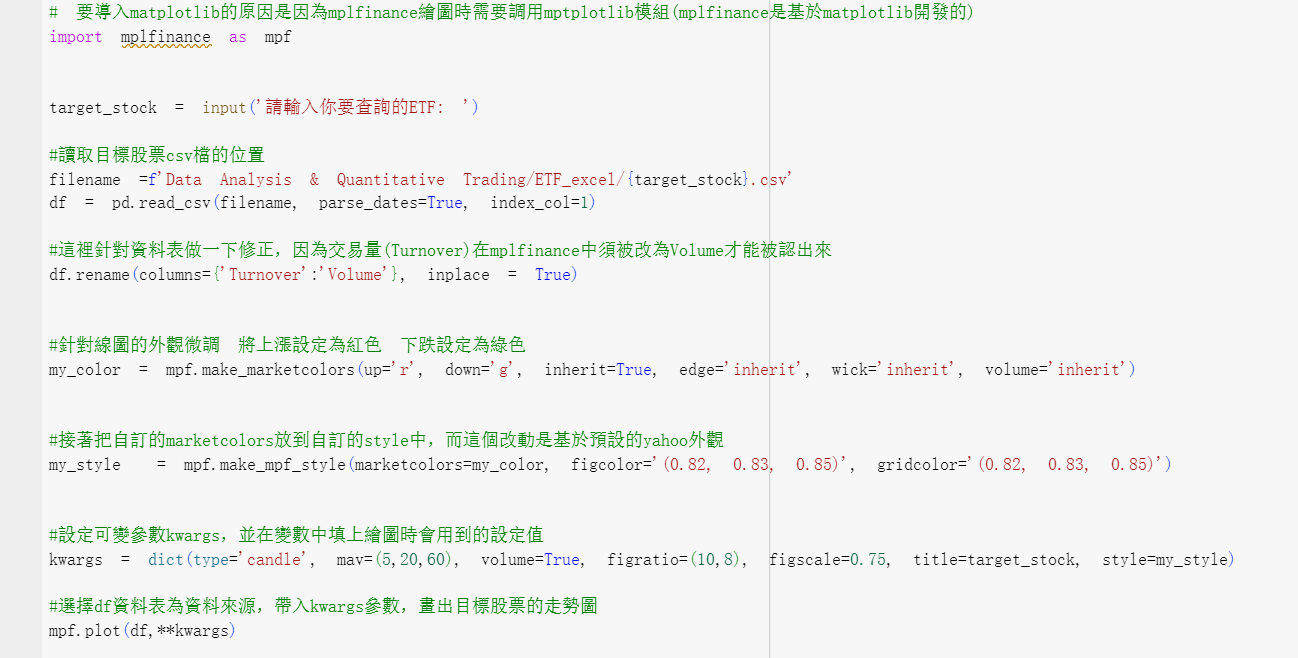 # 要導入matplotlib的原因是因為mplfinance繪圖時需要調用mptplotlib模組(mplfinance是基於matplotlib開發的)
import mplfinance as mpf
target_stock = input('請輸入你要查詢的ETF: ')
#讀取目標股票csv檔的位置
filename =f'Data Analysis & Quantitative Trading/ETF_excel/{target_stock}.csv'
df = pd.read_csv(filename, parse_dates=True, index_col=1)
#這裡針對資料表做一下修正，因為交易量(Turnover)在mplfinance中須被改為Volume才能被認出來
df.rename(columns={'Turnover':'Volume'}, inplace = True)
#針對線圖的外觀微調 將上漲設定為紅色 下跌設定為綠色
my_color = mpf.make_marketcolors(up='r', down='g', inherit=True, edge='inherit', wick='inherit', volume='inherit')
#接著把自訂的marketcolors放到自訂的style中，而這個改動是基於預設的yahoo外觀
my_style = mpf.make_mpf_style(marketcolors=my_color, figcolor='(0.82, 0.83, 0.85)', gridcolor='(0.82, 0.83, 0.85)')
#設定可變參數kwargs，並在變數中填上繪圖時會用到的設定值
kwargs = dict(type='candle', mav=(5,20,60), volume=True, figratio=(10,8), figscale=0.75, title=target_stock, style=my_style)
#選擇df資料表為資料來源，帶入kwargs參數，畫出目標股票的走勢圖
mpf.plot(df,**kwargs)